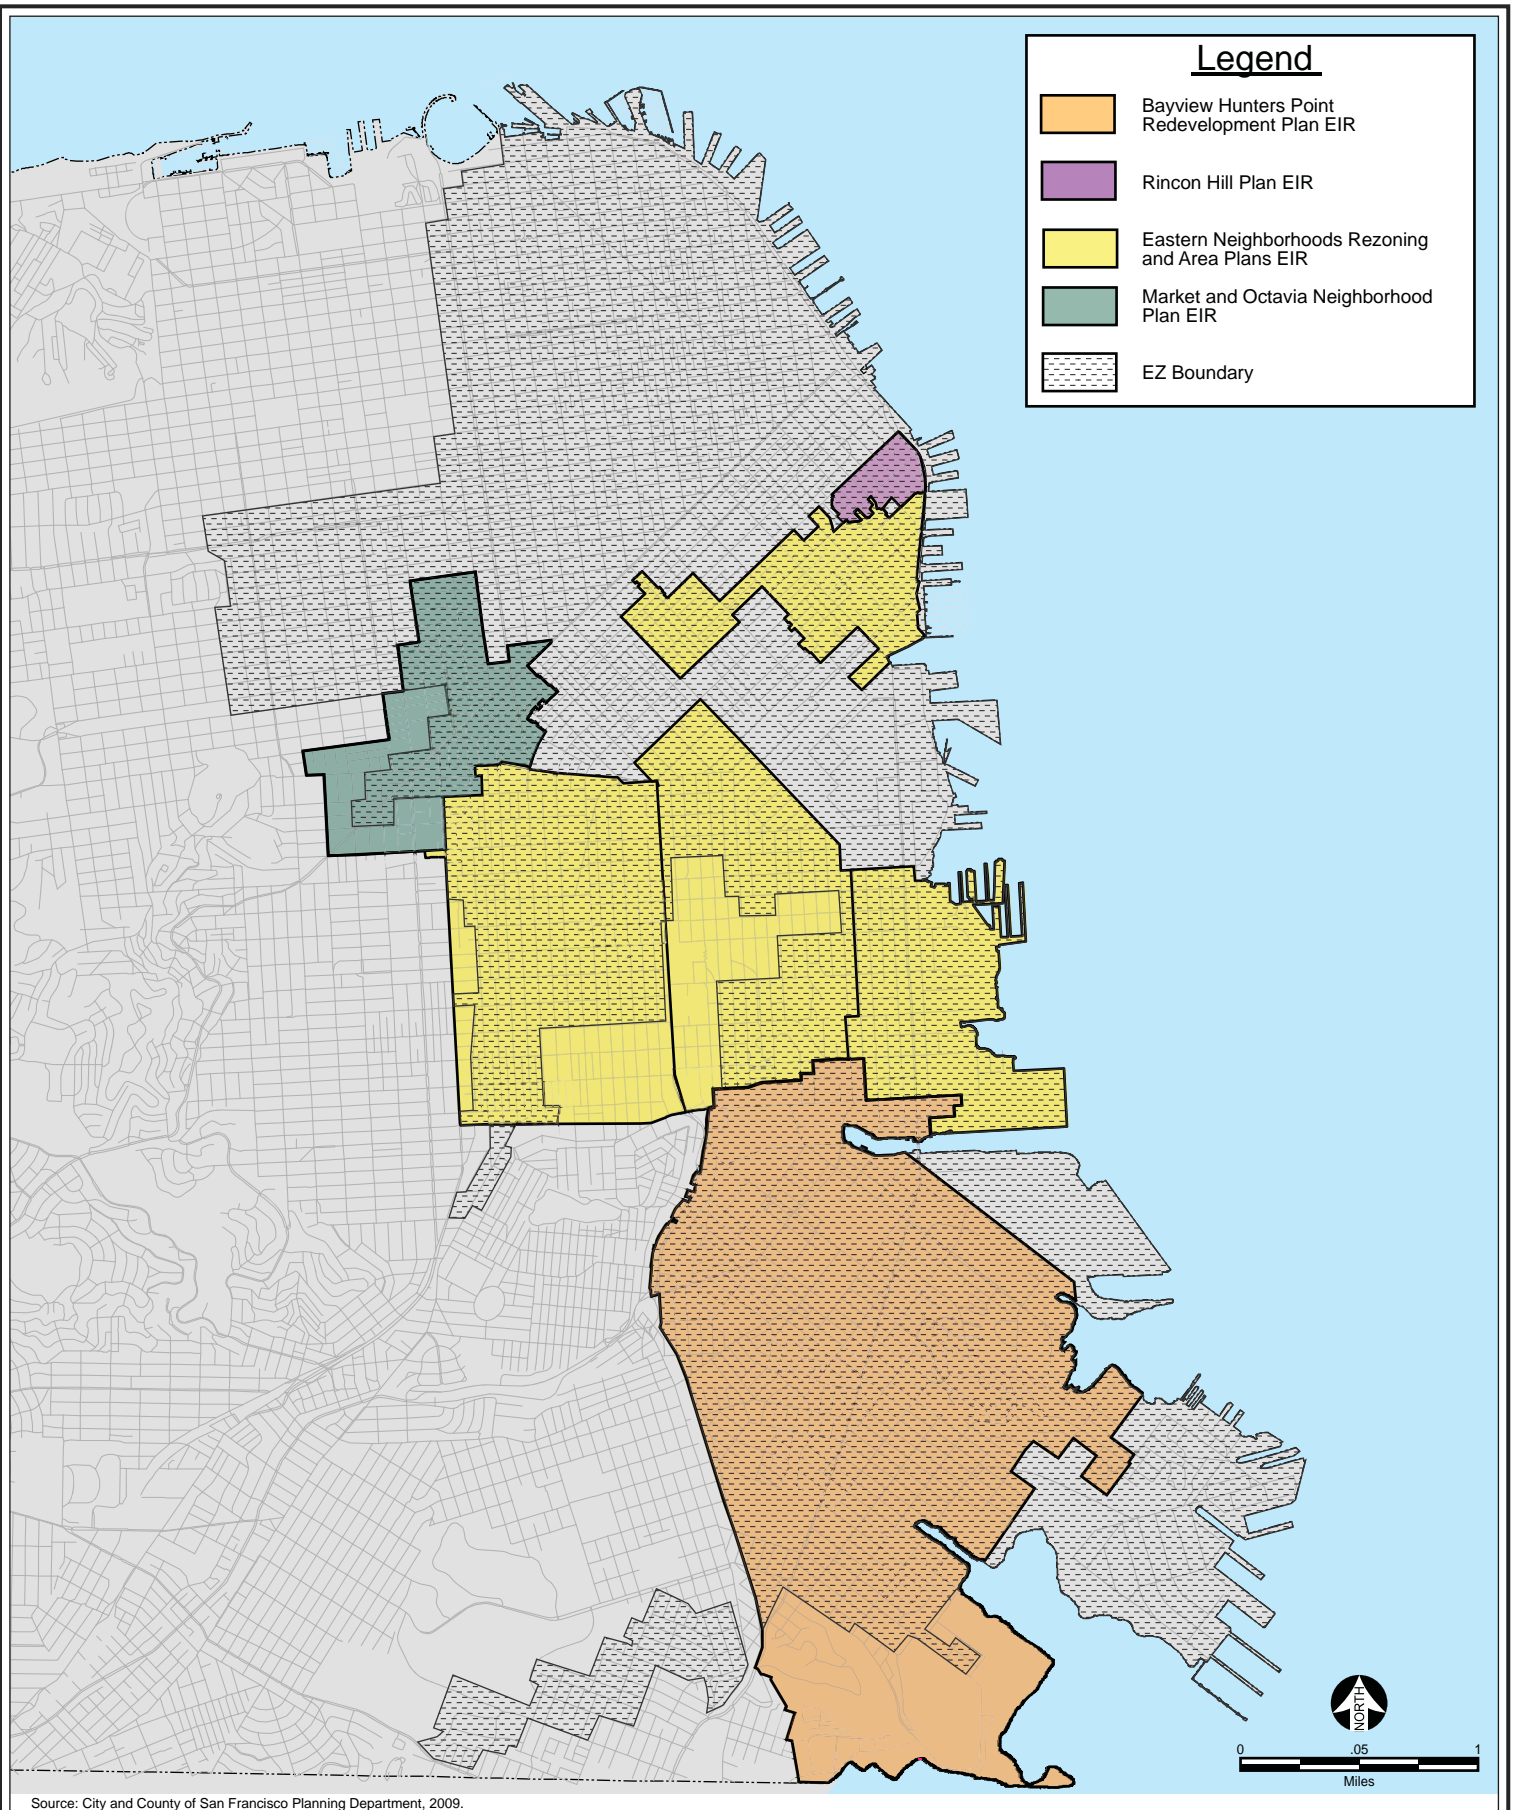 Legend
Bayview Hunters Point
Redevelopment Plan EIR
Rincon Hill Plan EIR
Eastern Neighborhoods Rezoning
and Area Plans EIR
Market and Octavia Neighborhood
Plan EIR
EZ Boundary
NORTH
0 .05 1
Miles
Source: City and County of San Francisco Planning Department, 2009.